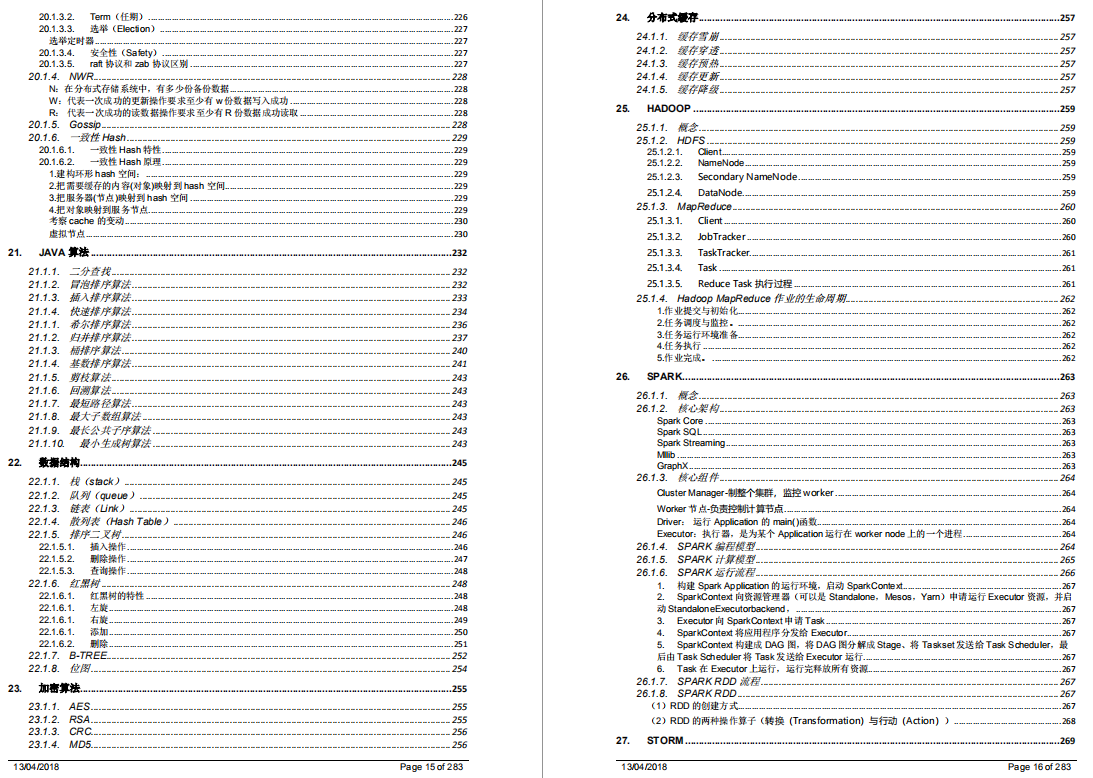 20.1.3.2. Term（任期） 226
20.1.3.3. 选举（Election） 227
选举定时器 227
20.1.3.4. 安全性（Safety） 227
20.1.3.5. raft 协议和 zab 协议区别 227
20.1.4. NWR 228
N：在分布式存储系统中，有多少份备份数据 228
W：代表一次成功的更新操作要求至少有 w 份数据写入成功 228
R： 代表一次成功的读数据操作要求至少有 R 份数据成功读取 228
20.1.5. Gossip 228
20.1.6. 一致性 Hash 229
20.1.6.1. 一致性 Hash 特性 229
20.1.6.2. 一致性 Hash 原理 229
1.建构环形 hash 空间： 229
2.把需要缓存的内容(对象)映射到 hash 空间 229
3.把服务器(节点)映射到 hash 空间 229
4.把对象映射到服务节点 229
考察 cache 的变动 230
虚拟节点 230
21. JAVA 算法 232
21.1.1. 二分查找 232
21.1.2. 冒泡排序算法 232
21.1.3. 插入排序算法 233
21.1.4. 快速排序算法 234
21.1.1. 希尔排序算法 236
21.1.2. 归并排序算法 237
21.1.3. 桶排序算法 240
21.1.4. 基数排序算法 241
21.1.5. 剪枝算法 243
21.1.6. 回溯算法 243
21.1.7. 最短路径算法 243
21.1.8. 最大子数组算法 243
21.1.9. 最长公共子序算法 243
21.1.10. 最小生成树算法 243
22. 数据结构 245
22.1.1. 栈（stack） 245
22.1.2. 队列（queue） 245
22.1.3. 链表（Link） 245
22.1.4. 散列表（Hash Table） 246
22.1.5. 排序二叉树 246
22.1.5.1. 插入操作 246
22.1.5.2. 删除操作 247
22.1.5.3. 查询操作 248
22.1.6. 红黑树 248
22.1.6.1. 红黑树的特性 248
22.1.6.1. 左旋 248
22.1.6.1. 右旋 249
22.1.6.1. 添加 250
22.1.6.2. 删除 251
22.1.7. B-TREE 252
22.1.8. 位图 254
23. 加密算法 255
23.1.1. AES 255
23.1.2. RSA 255
23.1.3. CRC 256
23.1.4. MD5 256
13/04/2018 Page 15 of 283
24. 分布式缓存 257
24.1.1. 缓存雪崩 257
24.1.2. 缓存穿透 257
24.1.3. 缓存预热 257
24.1.4. 缓存更新 257
24.1.5. 缓存降级 257
25. HADOOP 259
25.1.1. 概念 259
25.1.2. HDFS 259
25.1.2.1. Client 259
25.1.2.2. NameNode 259
25.1.2.3. Secondary NameNode 259
25.1.2.4. DataNode 259
25.1.3. MapReduce 260
25.1.3.1. Client 260
25.1.3.2. JobTracker 260
25.1.3.3. TaskTracker 261
25.1.3.4. Task 261
25.1.3.5. Reduce Task 执行过程 261
25.1.4. Hadoop MapReduce 作业的生命周期 262
1.作业提交与初始化 262
2.任务调度与监控。 262
3.任务运行环境准备 262
4.任务执行 262
5.作业完成。 262
26. SPARK 263
26.1.1. 概念 263
26.1.2. 核心架构 263
Spark Core 263
Spark SQL 263
Spark Streaming 263
Mllib 263
GraphX 263
26.1.3. 核心组件 264
Cluster Manager-制整个集群，监控 worker 264
Worker 节点-负责控制计算节点 264
Driver： 运行 Application 的 main()函数 264
Executor：执行器，是为某个 Application 运行在 worker node 上的一个进程 264
26.1.4. SPARK 编程模型 264
26.1.5. SPARK 计算模型 265
26.1.6. SPARK 运行流程 266
1. 构建 Spark Application 的运行环境，启动 SparkContext 267
2. SparkContext 向资源管理器（可以是 Standalone，Mesos，Yarn）申请运行 Executor 资源，并启
动 StandaloneExecutorbackend， 267
3. Executor 向 SparkContext 申请 Task 267
4. SparkContext 将应用程序分发给 Executor 267
5. SparkContext 构建成 DAG 图，将 DAG 图分解成 Stage、将 Taskset 发送给 Task Scheduler，最
后由 Task Scheduler 将 Task 发送给 Executor 运行 267
6. Task 在 Executor 上运行，运行完释放所有资源 267
26.1.7. SPARK RDD 流程 267
26.1.8. SPARK RDD 267
（1）RDD 的创建方式 267
（2）RDD 的两种操作算子（转换（Transformation）与行动（Action）） 268
27. STORM 269
13/04/2018 Page 16 of 283